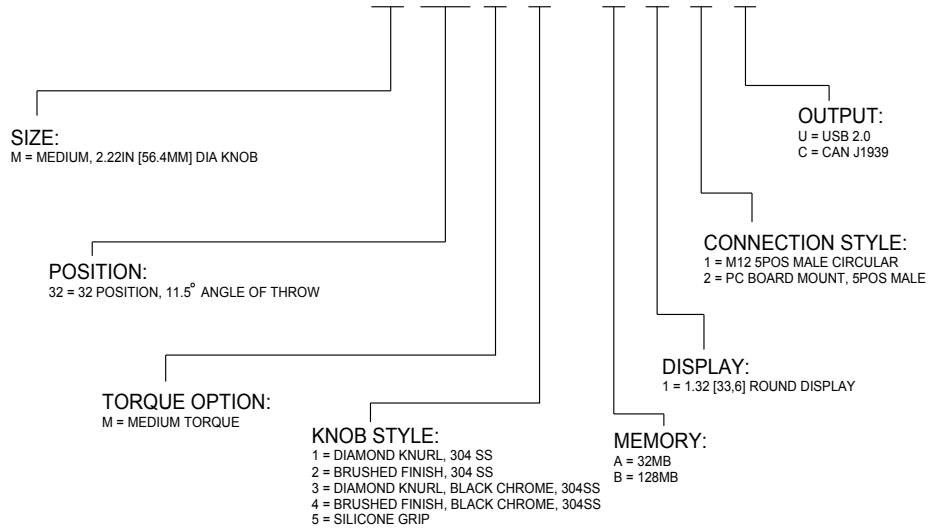 SIZE:
M = MEDIUM, 2.22IN [56.4MM] DIA KNOB
POSITION:
32 = 32 POSITION, 11.5° ANGLE OF THROW
TORQUE OPTION:
M = MEDIUM TORQUE
KNOB STYLE:
1 = DIAMOND KNURL, 304 SS
2 = BRUSHED FINISH, 304 SS
3 = DIAMOND KNURL, BLACK CHROME, 304SS
4 = BRUSHED FINISH, BLACK CHROME, 304SS
5 = SILICONE GRIP
MEMORY:
A = 32MB
B = 128MB
DISPLAY:
1 = 1.32 [33,6] ROUND DISPLAY
CONNECTION STYLE:
1 = M12 5POS MALE CIRCULAR
2 = PC BOARD MOUNT, 5POS MALE
OUTPUT:
U = USB 2.0
C = CAN J1939